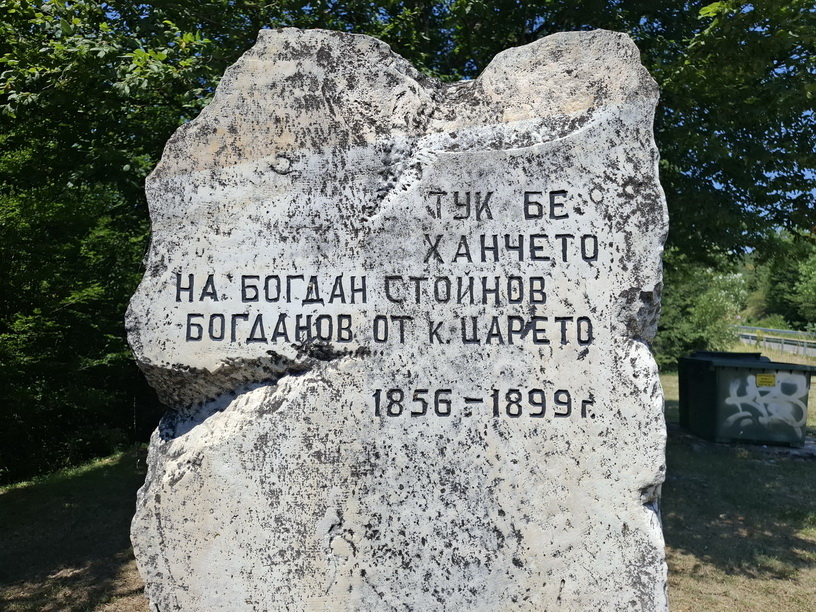 ТУК БЕ
ХАНЧЕТО
НА БОГДАН СТОИНОВ
БОГДАНОВ ОТ К. ЦАРЕТО
1856 - 1899 г.